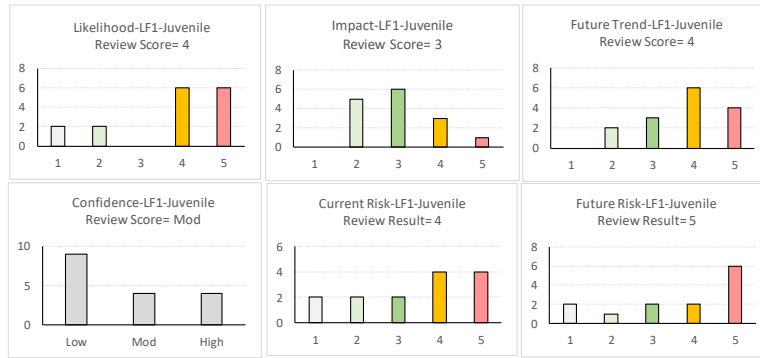 Likelihood-LF1-Juvenile
Review Score= 4
8
6
4
2
0
1 2 3 4 5
Impact-LF1-Juvenile
Review Score= 3
8
6
4
2
0
1 2 3 4 5
Future Trend-LF1-Juvenile
Review Score= 4
8
6
4
2
0
1 2 3 4 5
Confidence-LF1-Juvenile
Review Score= Mod
10
5
0
Low Mod High
Current Risk-LF1-Juvenile
Review Result= 4
6
4
2
0
1 2 3 4 5
Future Risk-LF1-Juvenile
Review Result= 5
8
6
4
2
0
1 2 3 4 5